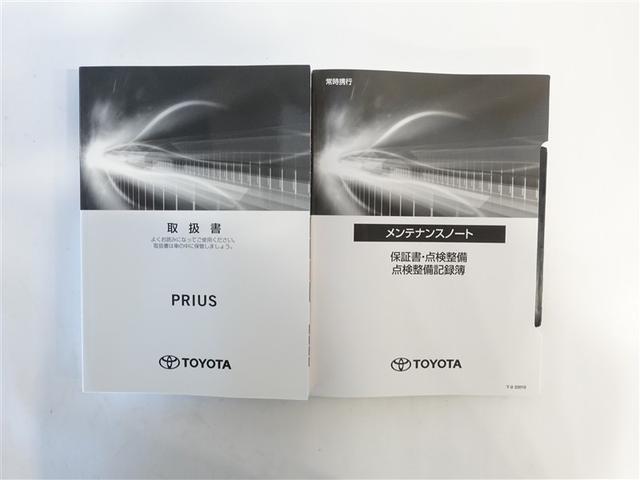 取扱書
よくお読みになってご使用ください。
取扱書は車の中に保管しましょう。
PRIUS
TOYOTA
常時携行
メンテナンスノート
保証書・点検整備
点検整備記録簿
TOYOTA